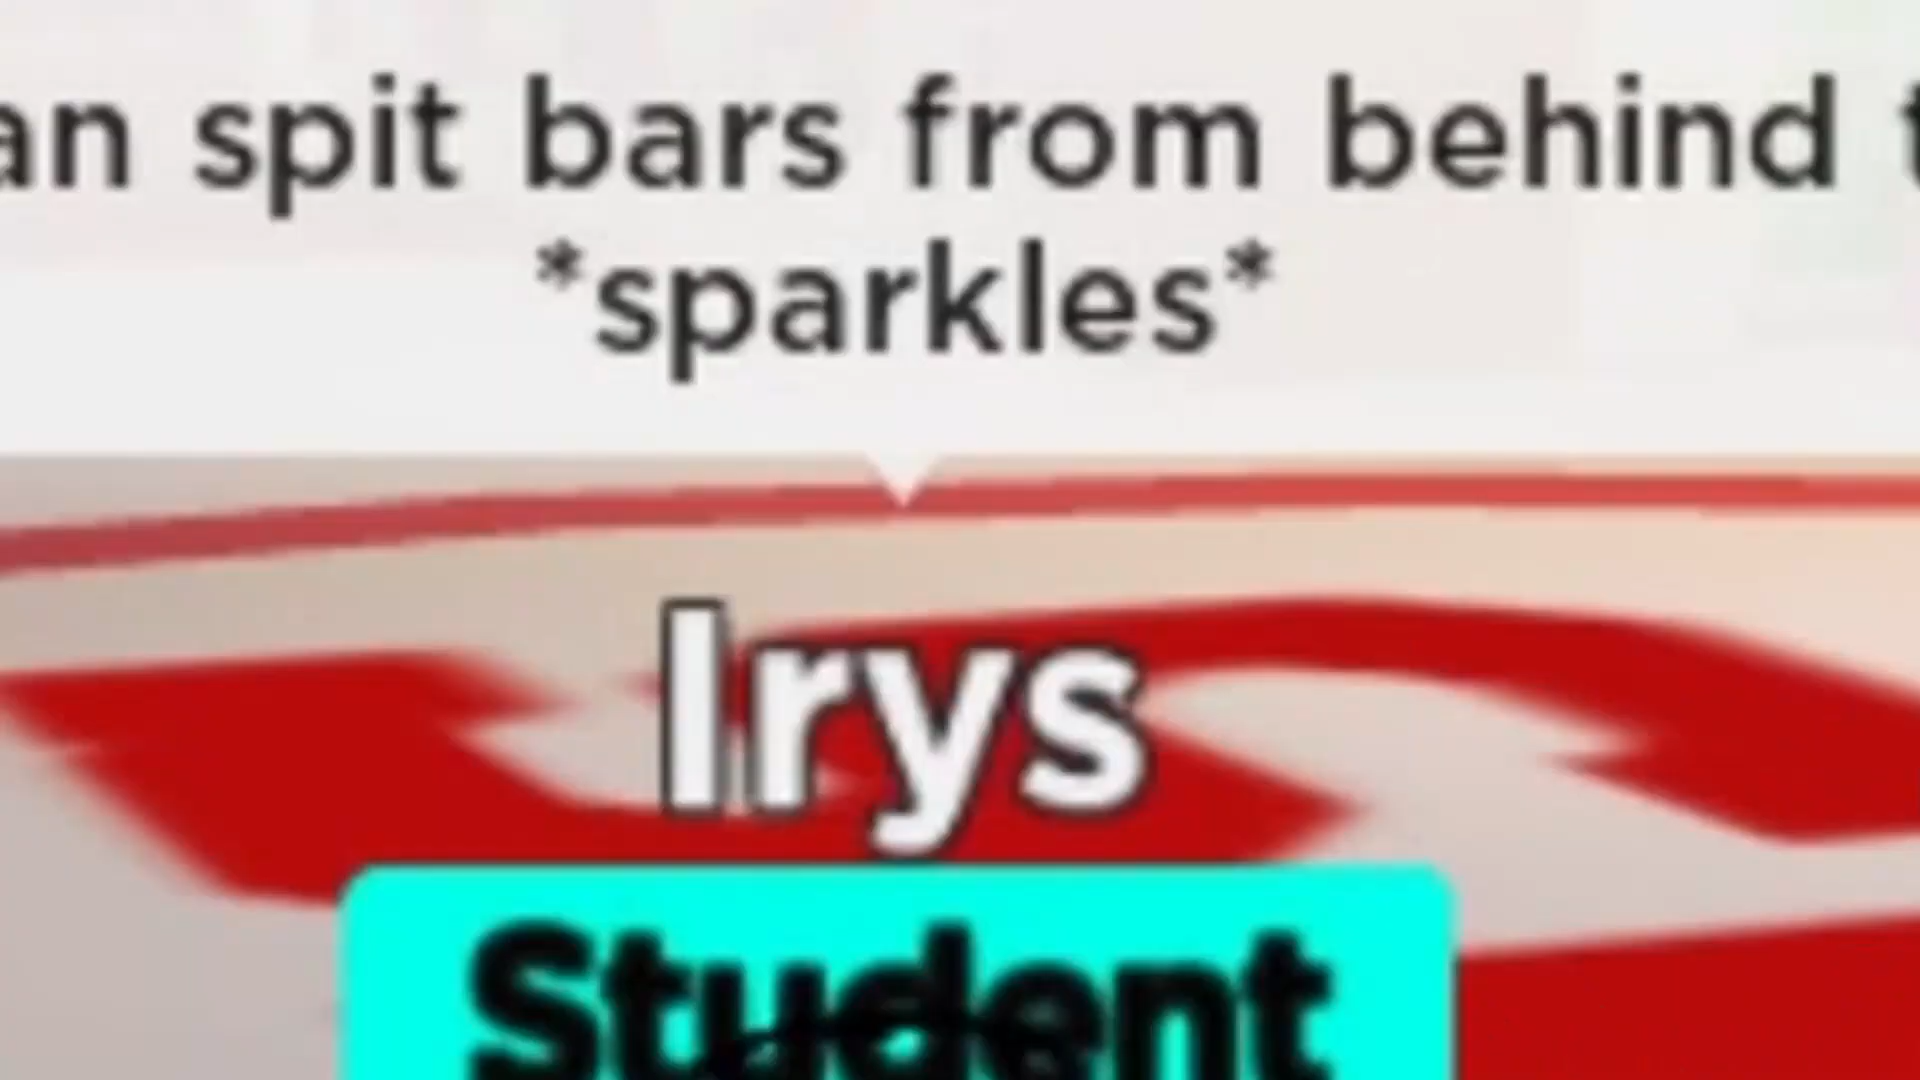 an spit bars from behind
*sparkles*
Irys
Student